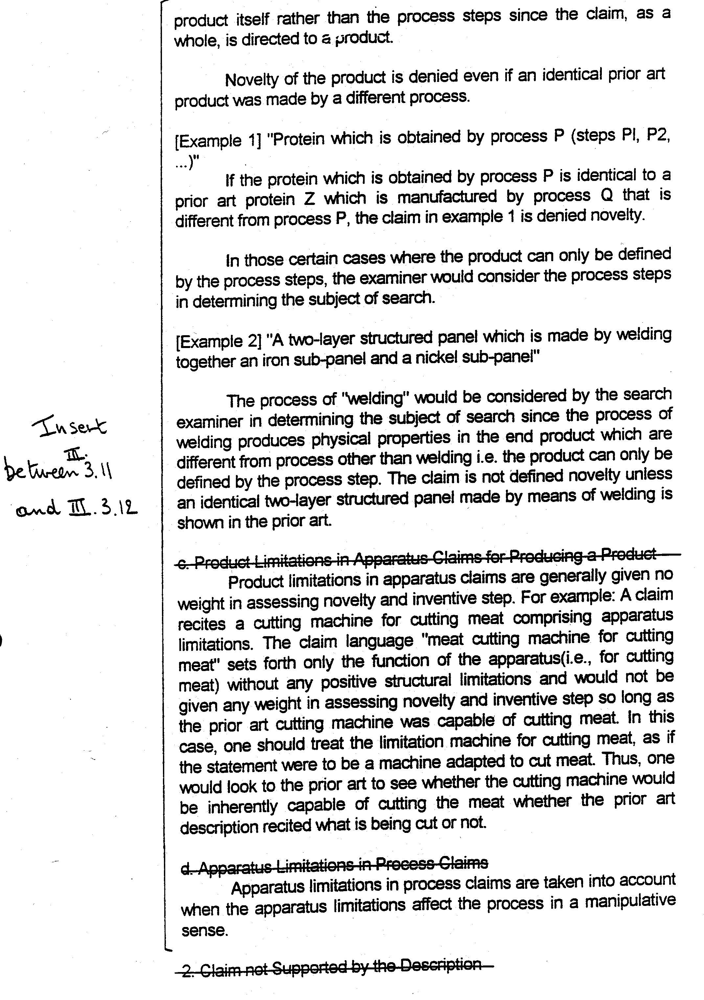 product itself rather than the process steps since the claim, as a
whole, is directed to a product.
Novelty of the product is denied even if an identical prior art
product was made by a different process.
[Example 1] "Protein which is obtained by process P (steps Pl, P2,
...)"
If the protein which is obtained by process P is identical to a
prior art protein Z which is manufactured by process Q that is
different from process P, the claim in example 1 is denied novelty.
In those certain cases where the product can only be defined
by the process steps, the examiner would consider the process steps
in determining the subject of search.
[Example 2] "A two-layer structured panel which is made by welding
together an iron sub-panel and a nickel sub-panel"
The process of "welding" would be considered by the search
examiner in determining the subject of search since the process of
welding produces physical properties in the end product which are
different from process other than welding i.e. the product can only be
defined by the process step. The claim is not defined novelty unless
an identical two-layer structured panel made by means of welding is
shown in the prior art.
Insert
III.
between 3.11
and III. 3.12
c. Product Limitations in Apparatus Claims for Producing a Product
Product limitations in apparatus claims are generally given no
weight in assessing novelty and inventive step. For example: A claim
recites a cutting machine for cutting meat comprising apparatus
limitations. The claim language "meat cutting machine for cutting
meat" sets forth only the function of the apparatus(i.e., for cutting
meat) without any positive structural limitations and would not be
given any weight in assessing novelty and inventive step so long as
the prior art cutting machine was capable of cutting meat. In this
case, one should treat the limitation machine for cutting meat, as if
the statement were to be a machine adapted to cut meat. Thus, one
would look to the prior art to see whether the cutting machine would
be inherently capable of cutting the meat whether the prior art
description recited what is being cut or not.
d. Apparatus Limitations in Process Claims
Apparatus limitations in process claims are taken into account
when the apparatus limitations affect the process in a manipulative
sense.
2. Claim not Supported by the Description